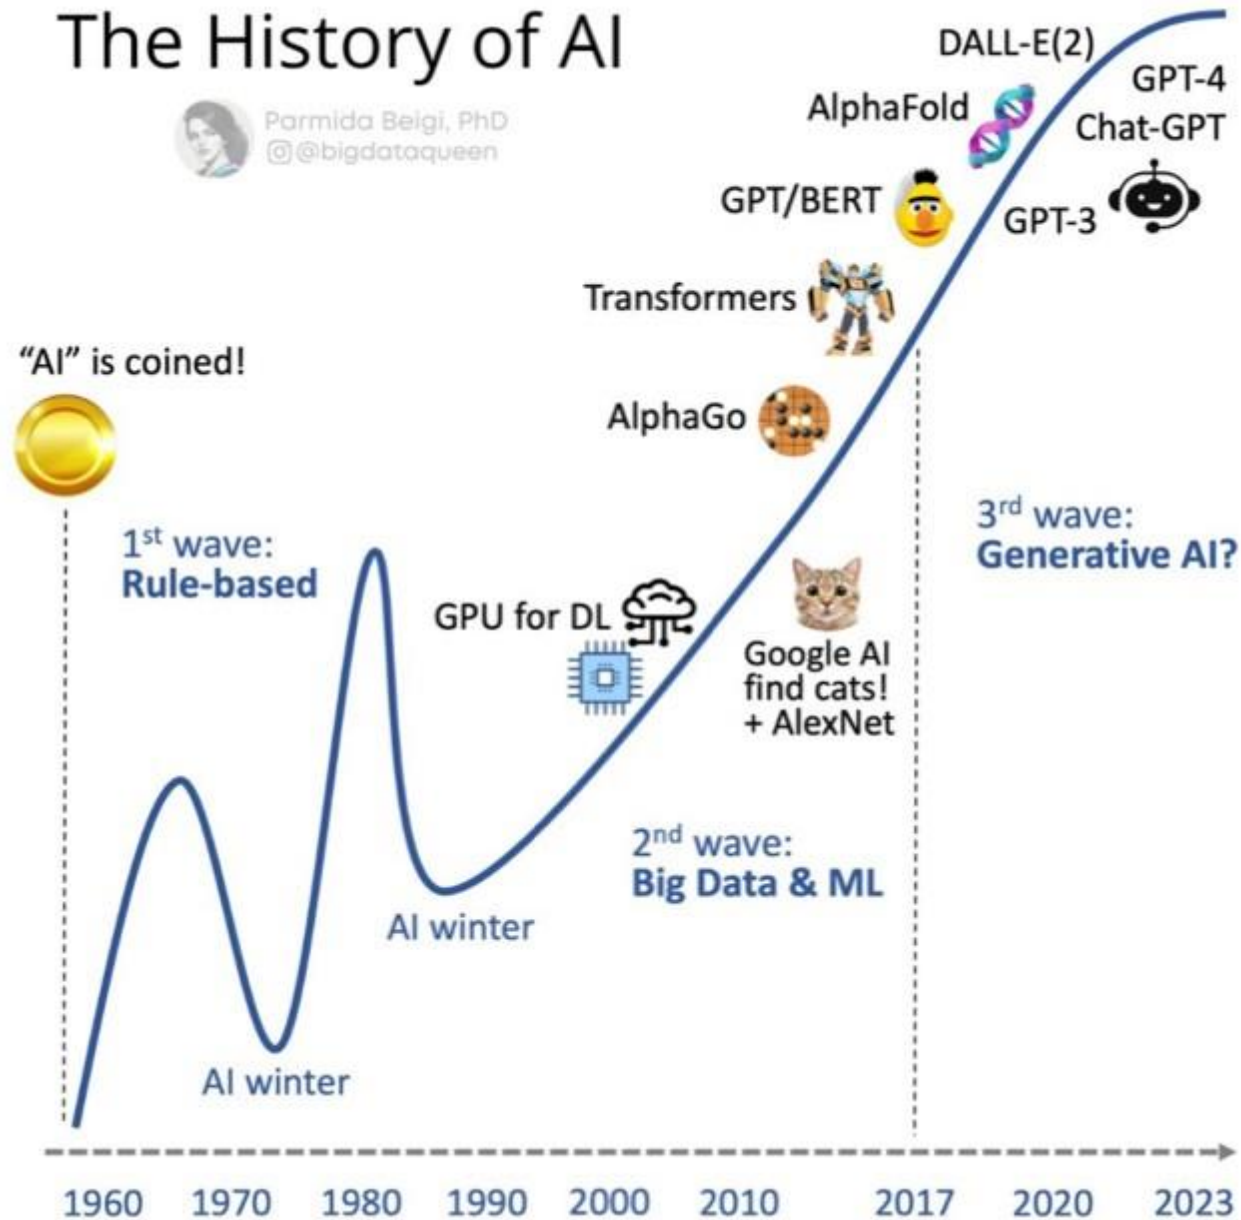 The History of AI
Parmida Beigi, PhD
@bigdataqueen
DALL-E(2)
GPT-4
AlphaFold
Chat-GPT
GPT/BERT
GPT-3
Transformers
“AI” is coined!
AlphaGo
1st wave:
Rule-based
3rd wave:
Generative AI?
GPU for DL
Google AI
find cats!
+ AlexNet
2nd wave:
Big Data & ML
AI winter
AI winter
1960 1970 1980 1990 2000 2010 2017 2020 2023